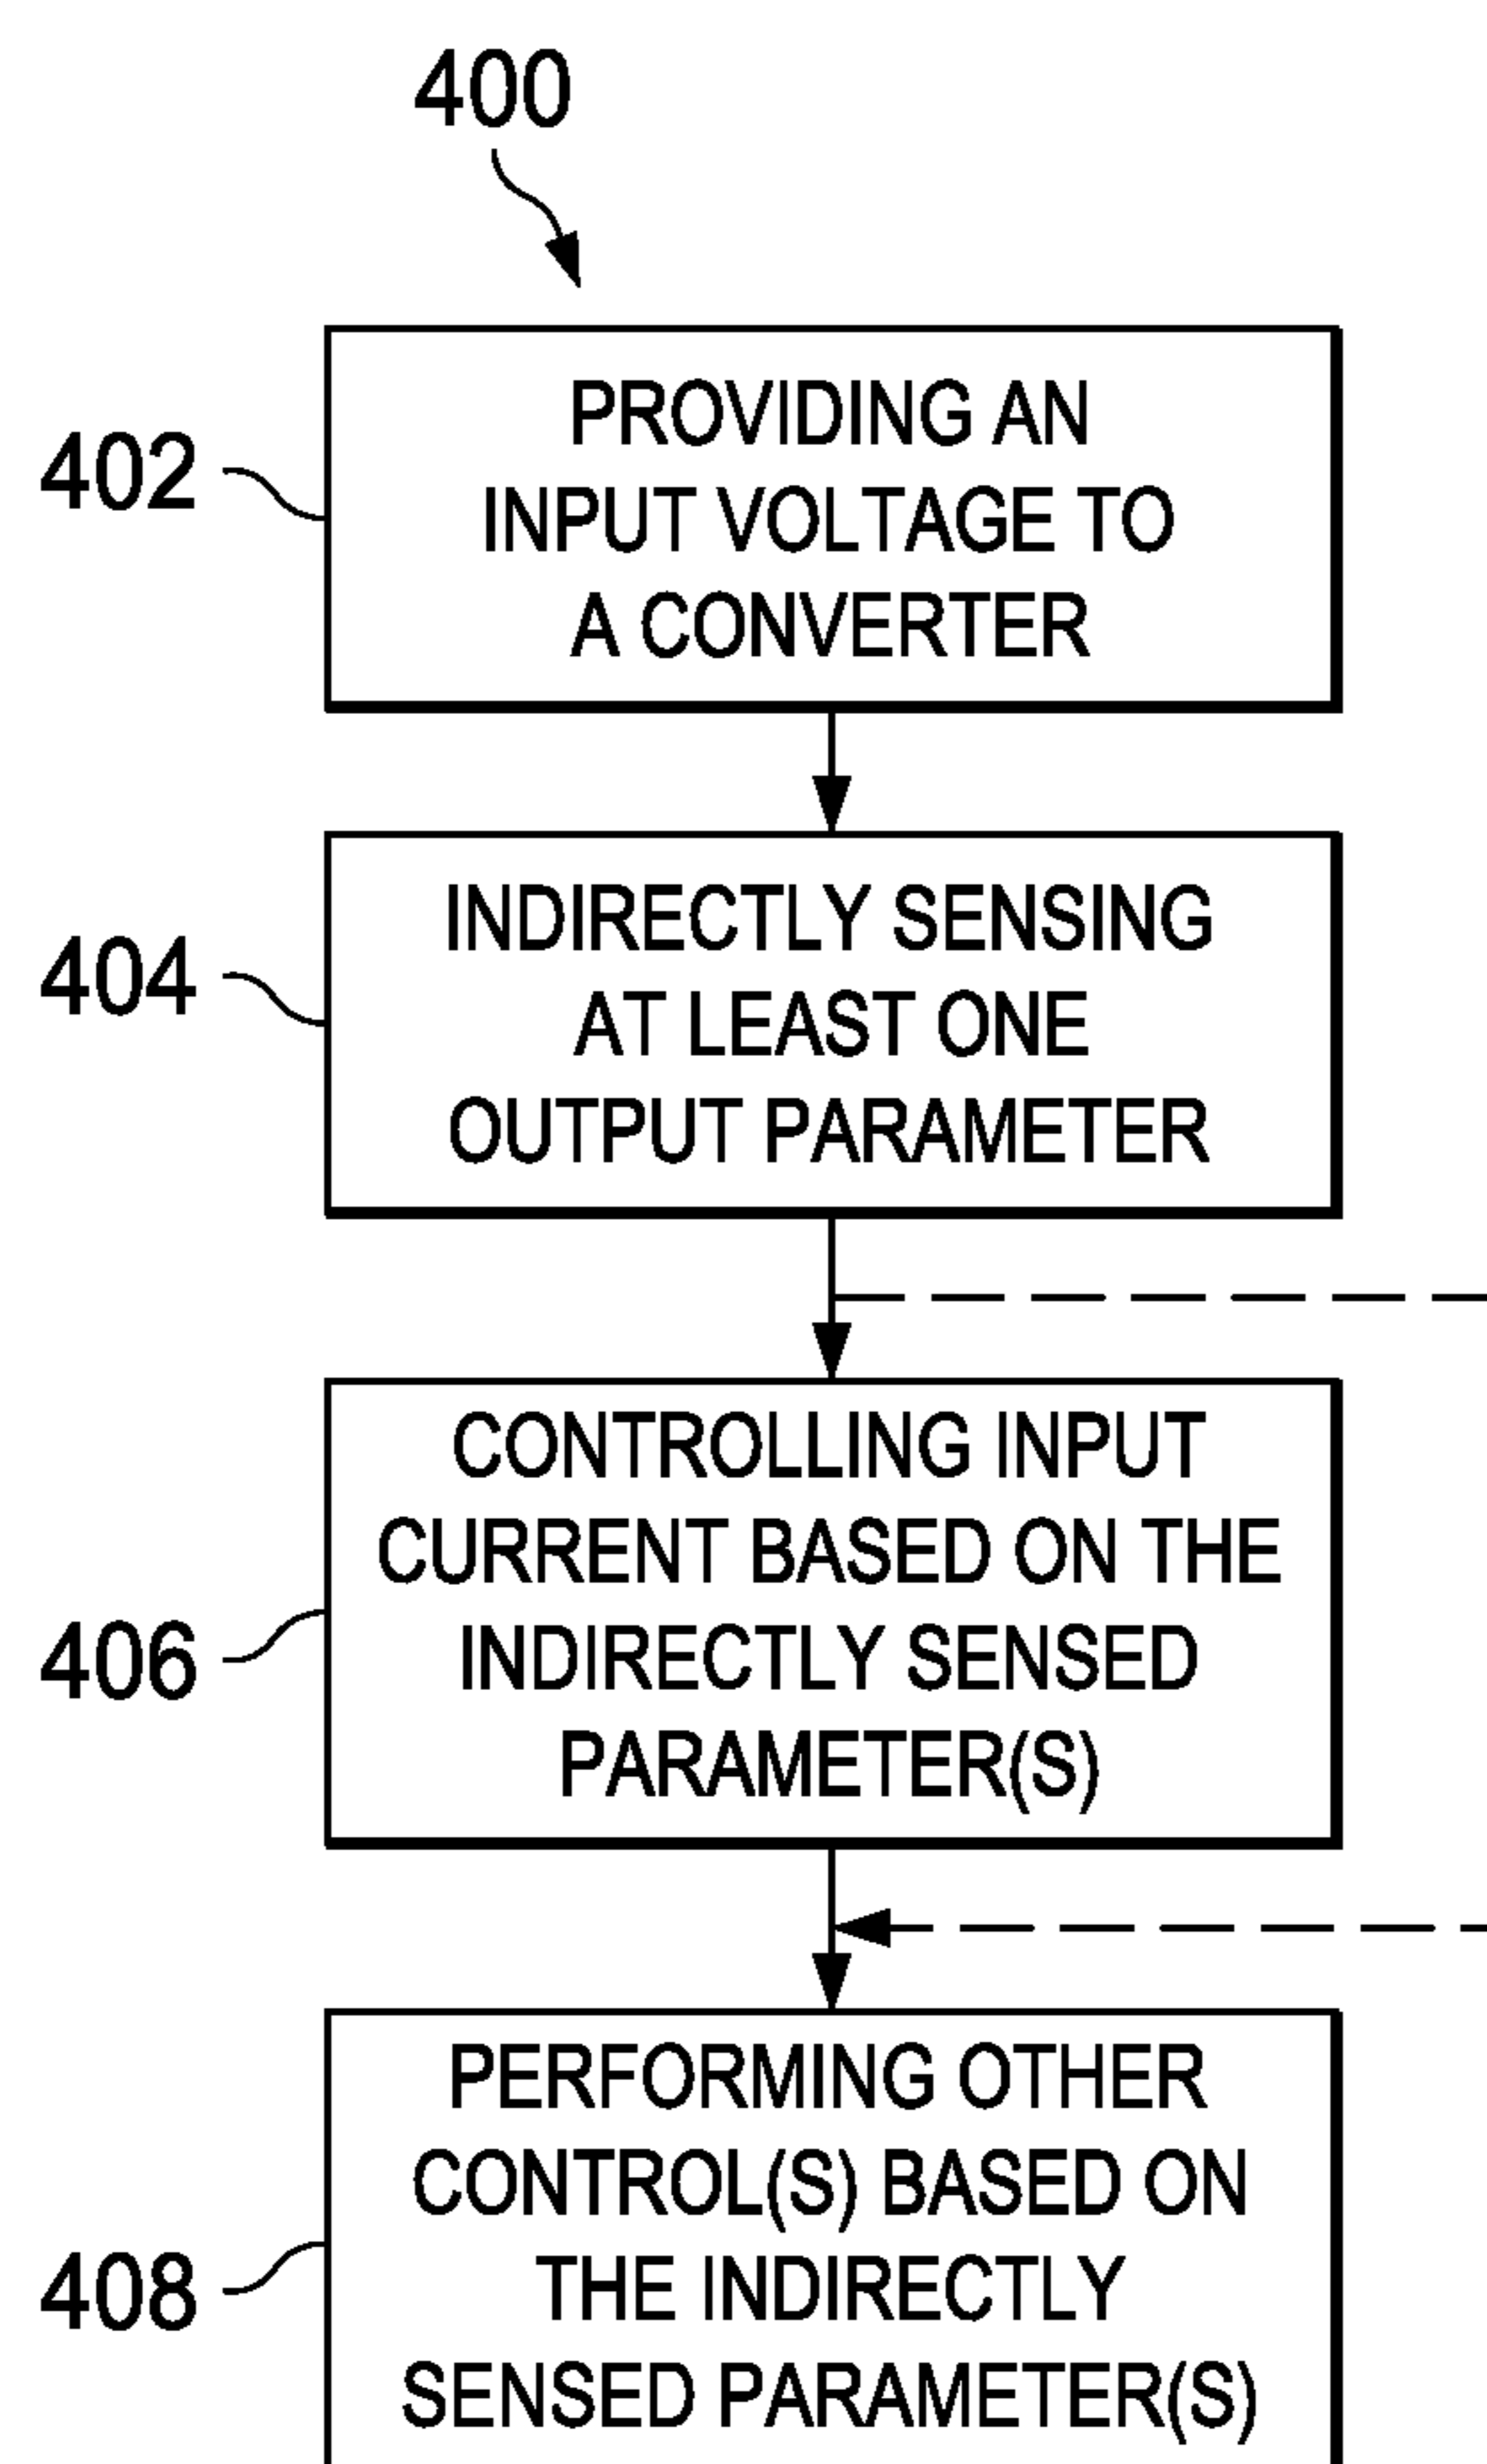 400
402
PROVIDING AN
INPUT VOLTAGE TO
A CONVERTER
404
INDIRECTLY SENSING
AT LEAST ONE
OUTPUT PARAMETER
406
CONTROLLING INPUT
CURRENT BASED ON THE
INDIRECTLY SENSED
PARAMETER(S)
408
PERFORMING OTHER
CONTROL(S) BASED ON
THE INDIRECTLY
SENSED PARAMETER(S)